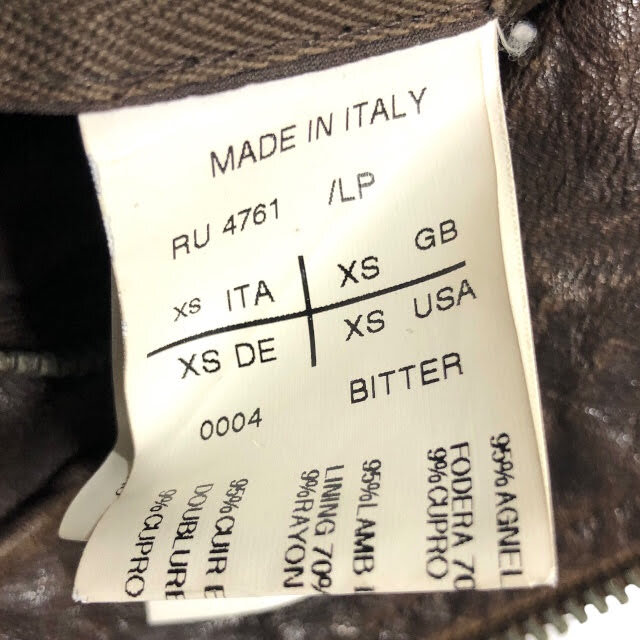 MADE IN ITALY
RU 4761 /LP
XS ITA XS GB
XS DE XS USA
0004 BITTER
95% AGNEL
FODERA 70
9% CUPRO
95% LAMB
LINING 70%
9% RAYON
95% CUIR
DOUBLURE
9% CUPRO